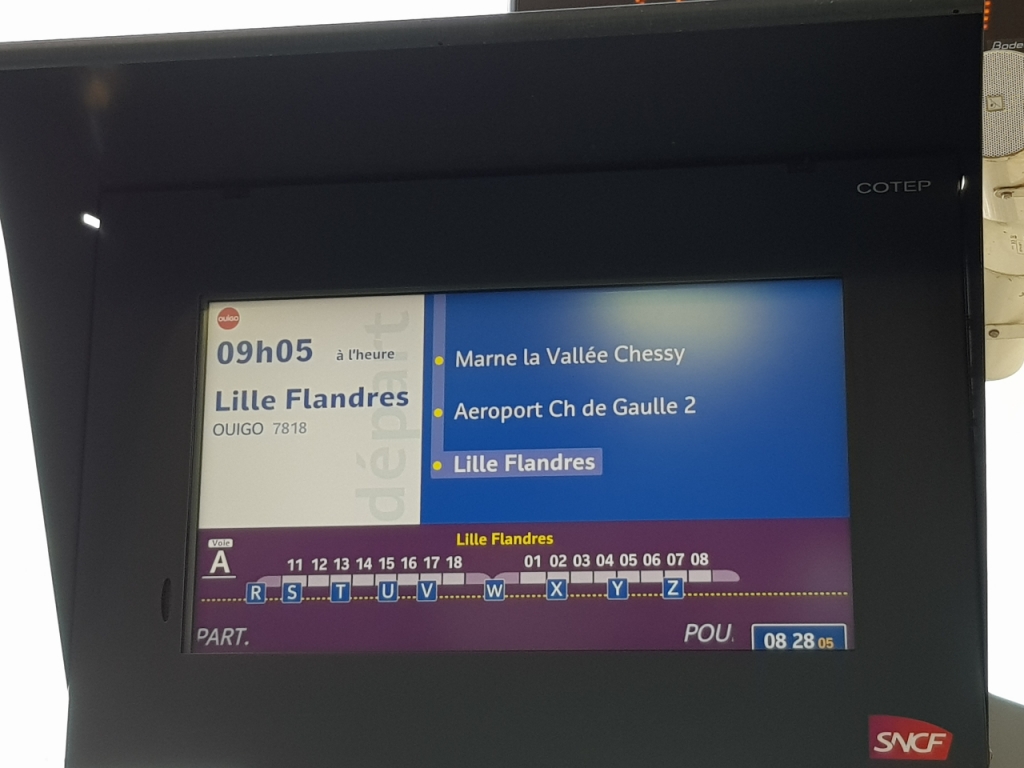 Bode
COTEP
OUIGO
09h05 à l'heure
Lille Flandres
OUIGO 7818
départ
Marne la Vallée Chessy
Aeroport Ch de Gaulle 2
Lille Flandres
Lille Flandres
Voie
A
11 12 13 14 15 16 17 18 01 02 03 04 05 06 07 08
R S T U V W X Y Z
PART. POU
08 28 05
SNCF